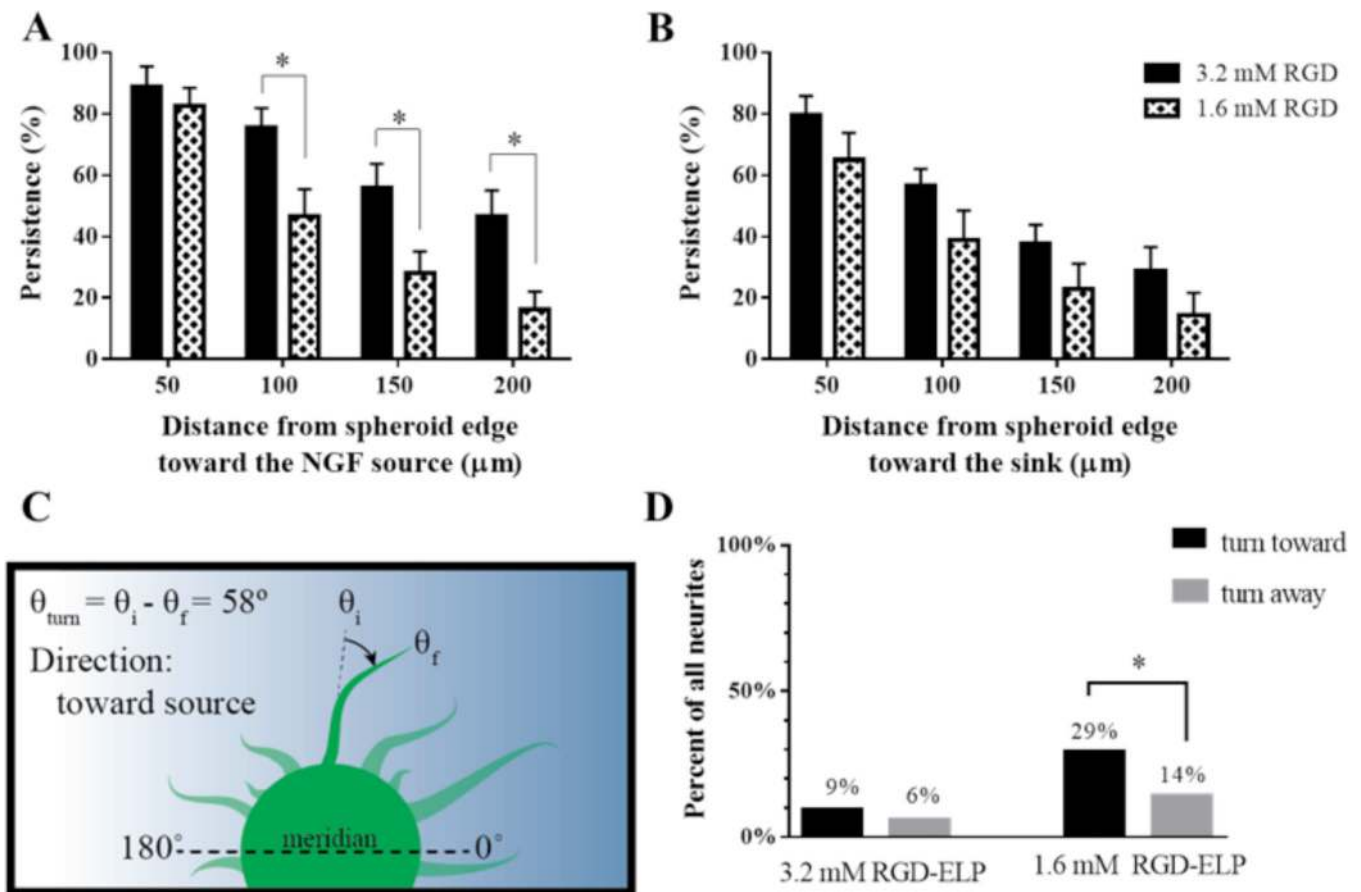 A
100
80
60
40
20
0
Persistence (%)
*
*
*
50 100 150 200
Distance from spheroid edge
toward the NGF source (μm)
B
100
80
60
40
20
0
Persistence (%)
3.2 mM RGD
1.6 mM RGD
50 100 150 200
Distance from spheroid edge
toward the sink (μm)
C
θturn = θi - θf = 58º
Direction:
toward source
θi
θf
180° meridian 0°
D
turn toward
turn away
100%
50%
0%
Percent of all neurites
9%
6%
*
29%
14%
3.2 mM RGD-ELP
1.6 mM RGD-ELP